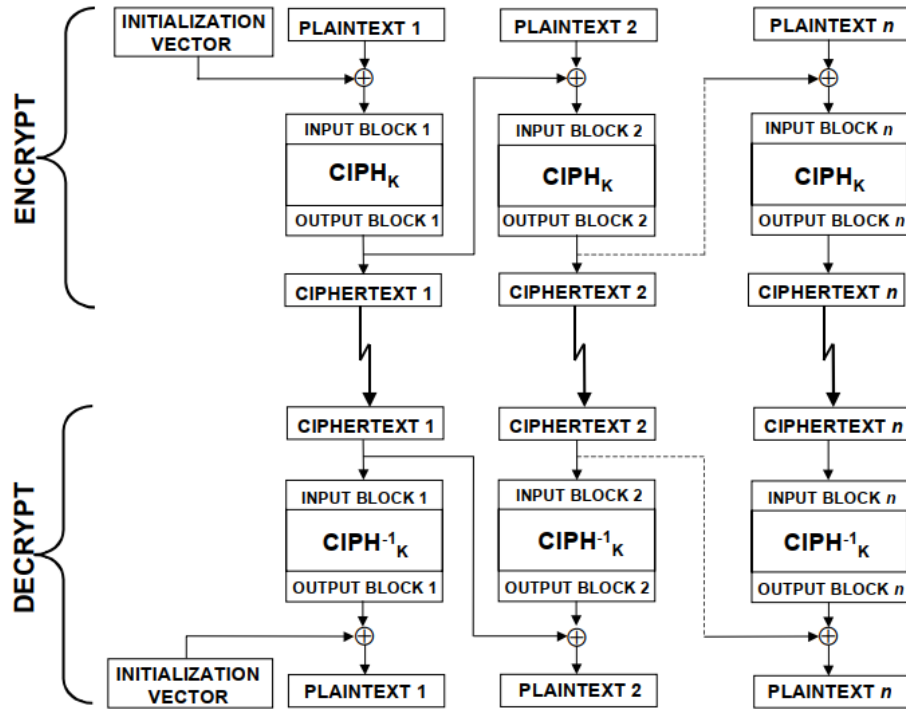 INITIALIZATION
VECTOR
PLAINTEXT 1
PLAINTEXT 2
PLAINTEXT n
ENCRYPT
INPUT BLOCK 1
INPUT BLOCK 2
INPUT BLOCK n
CIPHK
CIPHK
CIPHK
OUTPUT BLOCK 1
OUTPUT BLOCK 2
OUTPUT BLOCK n
CIPHERTEXT 1
CIPHERTEXT 2
CIPHERTEXT n
DECRYPT
CIPHERTEXT 1
CIPHERTEXT 2
CIPHERTEXT n
INPUT BLOCK 1
INPUT BLOCK 2
INPUT BLOCK n
CIPH-1K
CIPH-1K
CIPH-1K
OUTPUT BLOCK 1
OUTPUT BLOCK 2
OUTPUT BLOCK n
INITIALIZATION
VECTOR
PLAINTEXT 1
PLAINTEXT 2
PLAINTEXT n